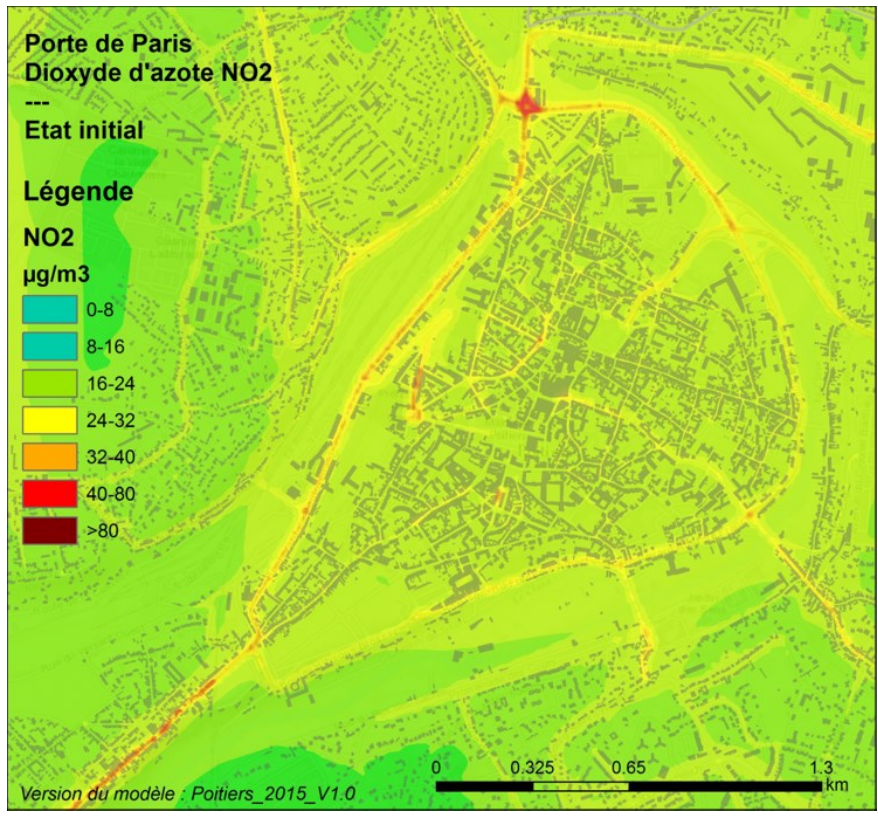 Porte de Paris
Dioxyde d'azote NO2
---
Etat initial
Légende
NO2
µg/m3
0-8
8-16
16-24
24-32
32-40
40-80
>80
0 0.325 0.65 1.3
km
Version du modèle : Poitiers_2015_V1.0